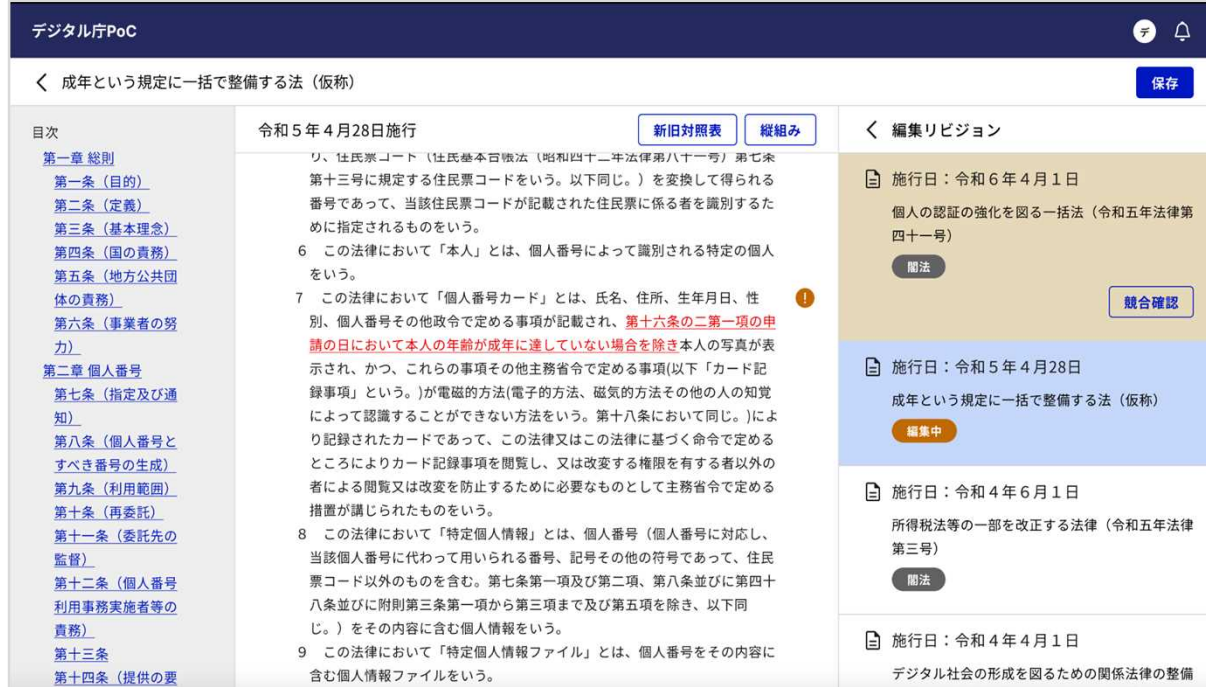 デジタル庁PoC
デ
成年という規定に一括で整備する法（仮称）
保存
目次
第一章 総則
第一条（目的）
第二条（定義）
第三条（基本理念）
第四条（国の責務）
第五条（地方公共団
体の責務）
第六条（事業者の努
力）
第二章 個人番号
第七条（指定及び通
知）
第八条（個人番号と
すべき番号の生成）
第九条（利用範囲）
第十条（再委託）
第十一条（委託先の
監督）
第十二条（個人番号
利用事務実施者等の
責務）
第十三条
第十四条（提供の要
令和５年４月28日施行
新旧対照表
縦組み
り、住民票コード（住民基本台帳法（昭和四十二年法律第八十一号）第七条
第十三号に規定する住民票コードをいう。以下同じ。）を変換して得られる
番号であって、当該住民票コードが記載された住民票に係る者を識別するた
めに指定されるものをいう。
６　この法律において「本人」とは、個人番号によって識別される特定の個人
をいう。
７　この法律において「個人番号カード」とは、氏名、住所、生年月日、性
別、個人番号その他政令で定める事項が記載され、第十六条の二第一項の申
請の日において本人の年齢が成年に達していない場合を除き本人の写真が表
示され、かつ、これらの事項その他主務省令で定める事項(以下「カード記
録事項」という。)が電磁的方法(電子的方法、磁気的方法その他の人の知覚
によって認識することができない方法をいう。第十八条において同じ。)によ
り記録されたカードであって、この法律又はこの法律に基づく命令で定める
ところによりカード記録事項を閲覧し、又は改変する権限を有する者以外の
者による閲覧又は改変を防止するために必要なものとして主務省令で定める
措置が講じられたものをいう。
８　この法律において「特定個人情報」とは、個人番号（個人番号に対応し、
当該個人番号に代わって用いられる番号、記号その他の符号であって、住民
票コード以外のものを含む。第七条第一項及び第二項、第八条並びに第四十
八条並びに附則第三条第一項から第三項まで及び第五項を除き、以下同
じ。）をその内容に含む個人情報をいう。
９　この法律において「特定個人情報ファイル」とは、個人番号をその内容に
含む個人情報ファイルをいう。
編集リビジョン
施行日：令和６年４月１日
個人の認証の強化を図る一括法（令和五年法律第
四十一号）
閣法
競合確認
施行日：令和５年４月28日
成年という規定に一括で整備する法（仮称）
編集中
施行日：令和４年６月１日
所得税法等の一部を改正する法律（令和五年法律
第三号）
閣法
施行日：令和４年４月１日
デジタル社会の形成を図るための関係法律の整備